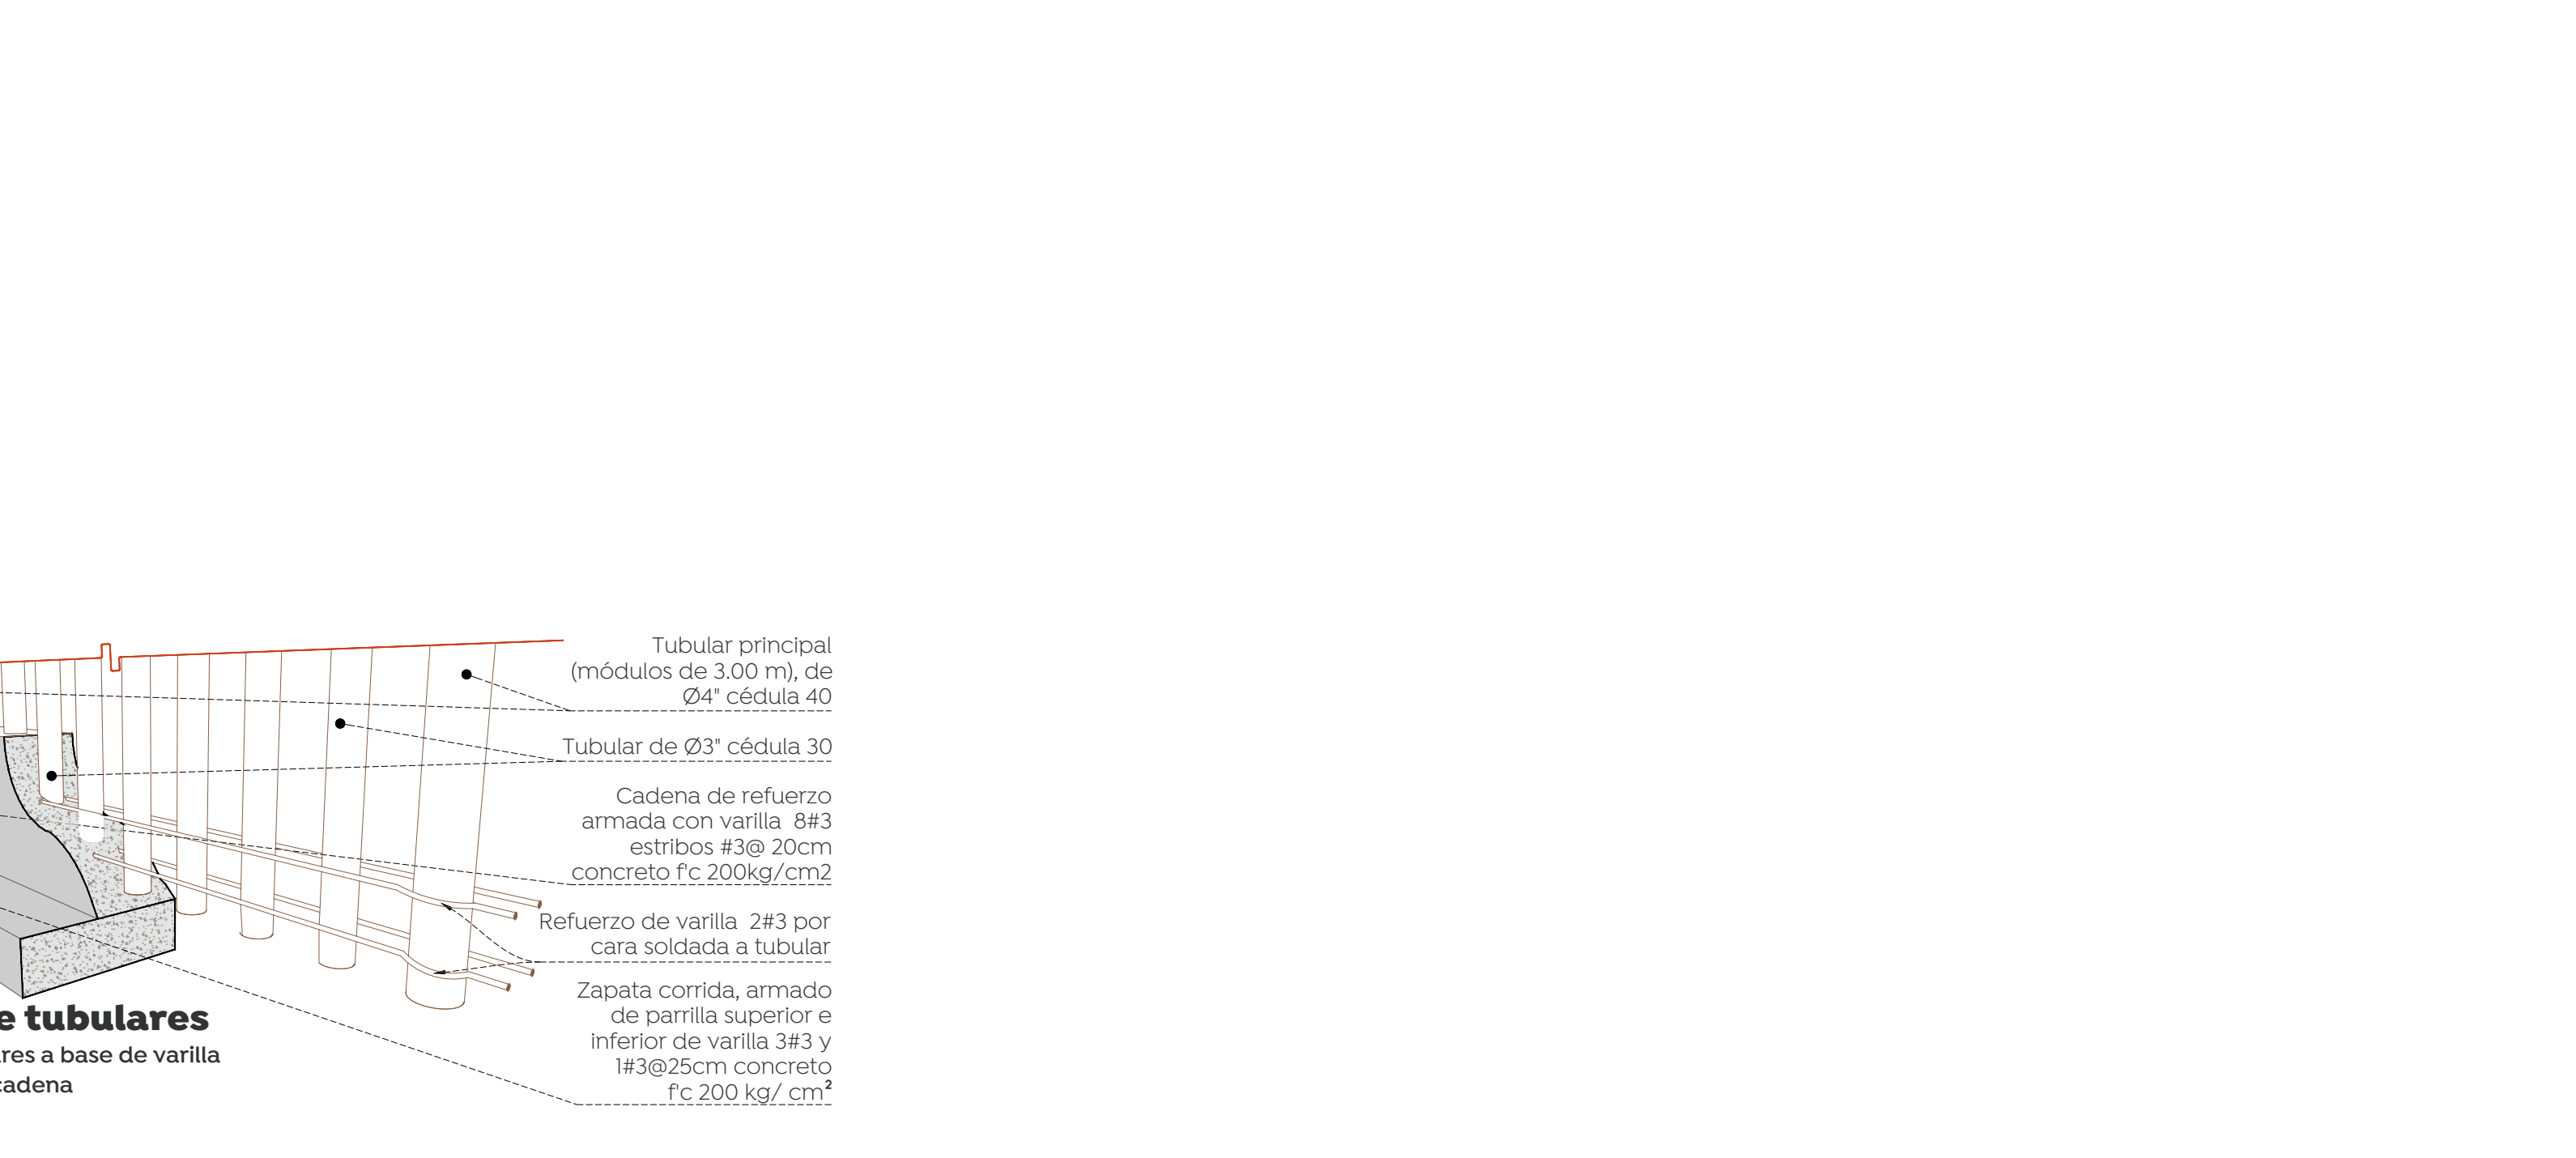 Tubular principal
(módulos de 3.00 m), de
Ø4" cédula 40
Tubular de Ø3" cédula 30
Cadena de refuerzo
armada con varilla  8#3
estribos #3@ 20cm
concreto f'c 200kg/cm2
Refuerzo de varilla  2#3 por
cara soldada a tubular
Zapata corrida, armado
de parrilla superior e
inferior de varilla 3#3 y
1#3@25cm concreto
f'c 200 kg/ cm²
e tubulares
res a base de varilla
cadena